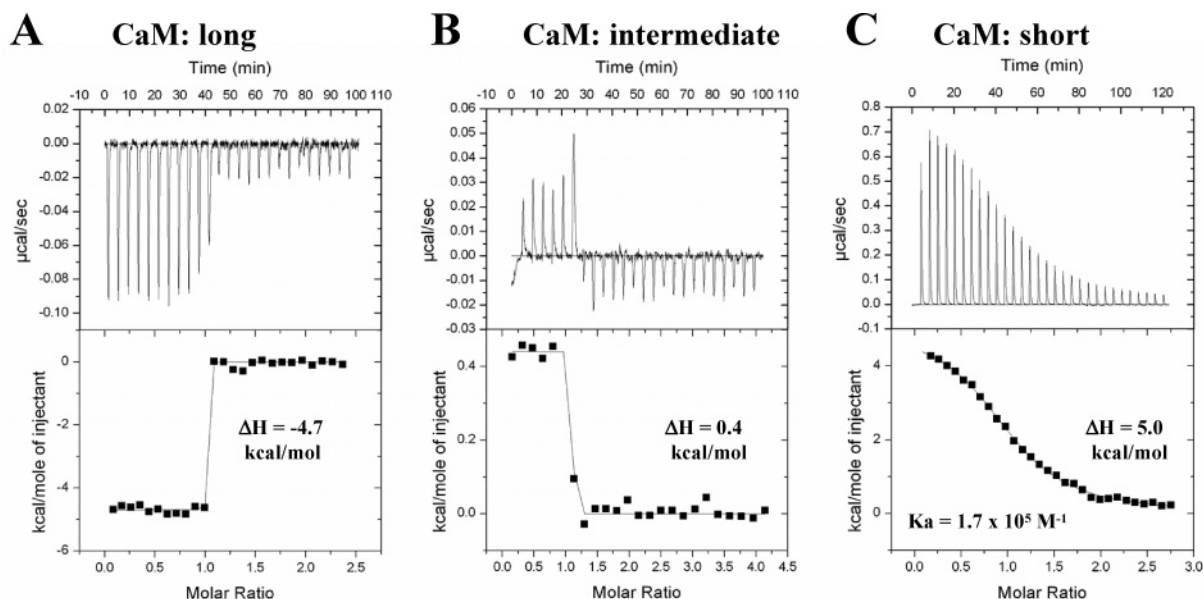 A CaM: long
Time (min)
-10 0 10 20 30 40 50 60 70 80 90 100 110
0.02
0.00
-0.02
-0.04
-0.06
-0.08
-0.10
µcal/sec
0
-2
-4
-6
kcal/mole of injectant
ΔH = -4.7
kcal/mol
0.0 0.5 1.0 1.5 2.0 2.5
Molar Ratio
B CaM: intermediate
Time (min)
-10 0 10 20 30 40 50 60 70 80 90 100 110
0.06
0.05
0.04
0.03
0.02
0.01
0.00
-0.01
-0.02
-0.03
µcal/sec
0.4
0.2
0.0
kcal/mole of injectant
ΔH = 0.4
kcal/mol
0.0 0.5 1.0 1.5 2.0 2.5 3.0 3.5 4.0 4.5
Molar Ratio
C CaM: short
Time (min)
0 20 40 60 80 100 120
0.8
0.7
0.6
0.5
0.4
0.3
0.2
0.1
0.0
-0.1
µcal/sec
4
2
0
kcal/mole of injectant
ΔH = 5.0
kcal/mol
Ka = 1.7 x 10⁵ M⁻¹
0.0 0.5 1.0 1.5 2.0 2.5 3.0
Molar Ratio